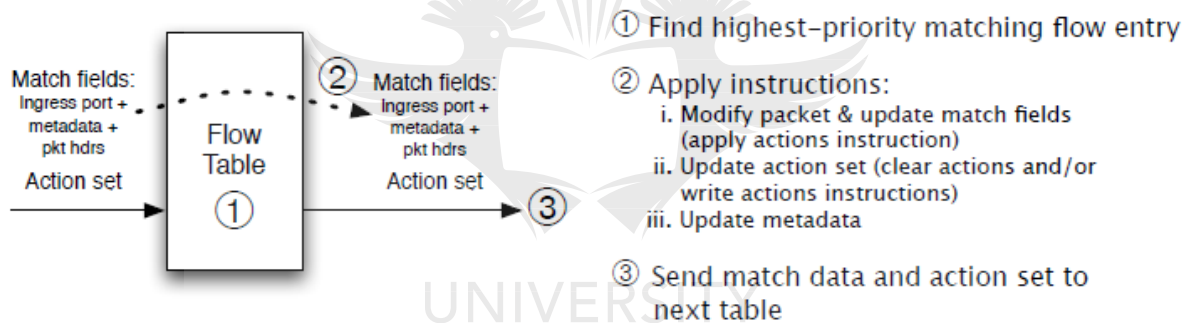 Match fields:
Ingress port +
metadata +
pkt hdrs
Action set
Flow
Table
①
②
Match fields:
Ingress port +
metadata +
pkt hdrs
Action set
③
① Find highest-priority matching flow entry
② Apply instructions:
i. Modify packet & update match fields
(apply actions instruction)
ii. Update action set (clear actions and/or
write actions instructions)
iii. Update metadata
③ Send match data and action set to
next table
UNIVERSITY